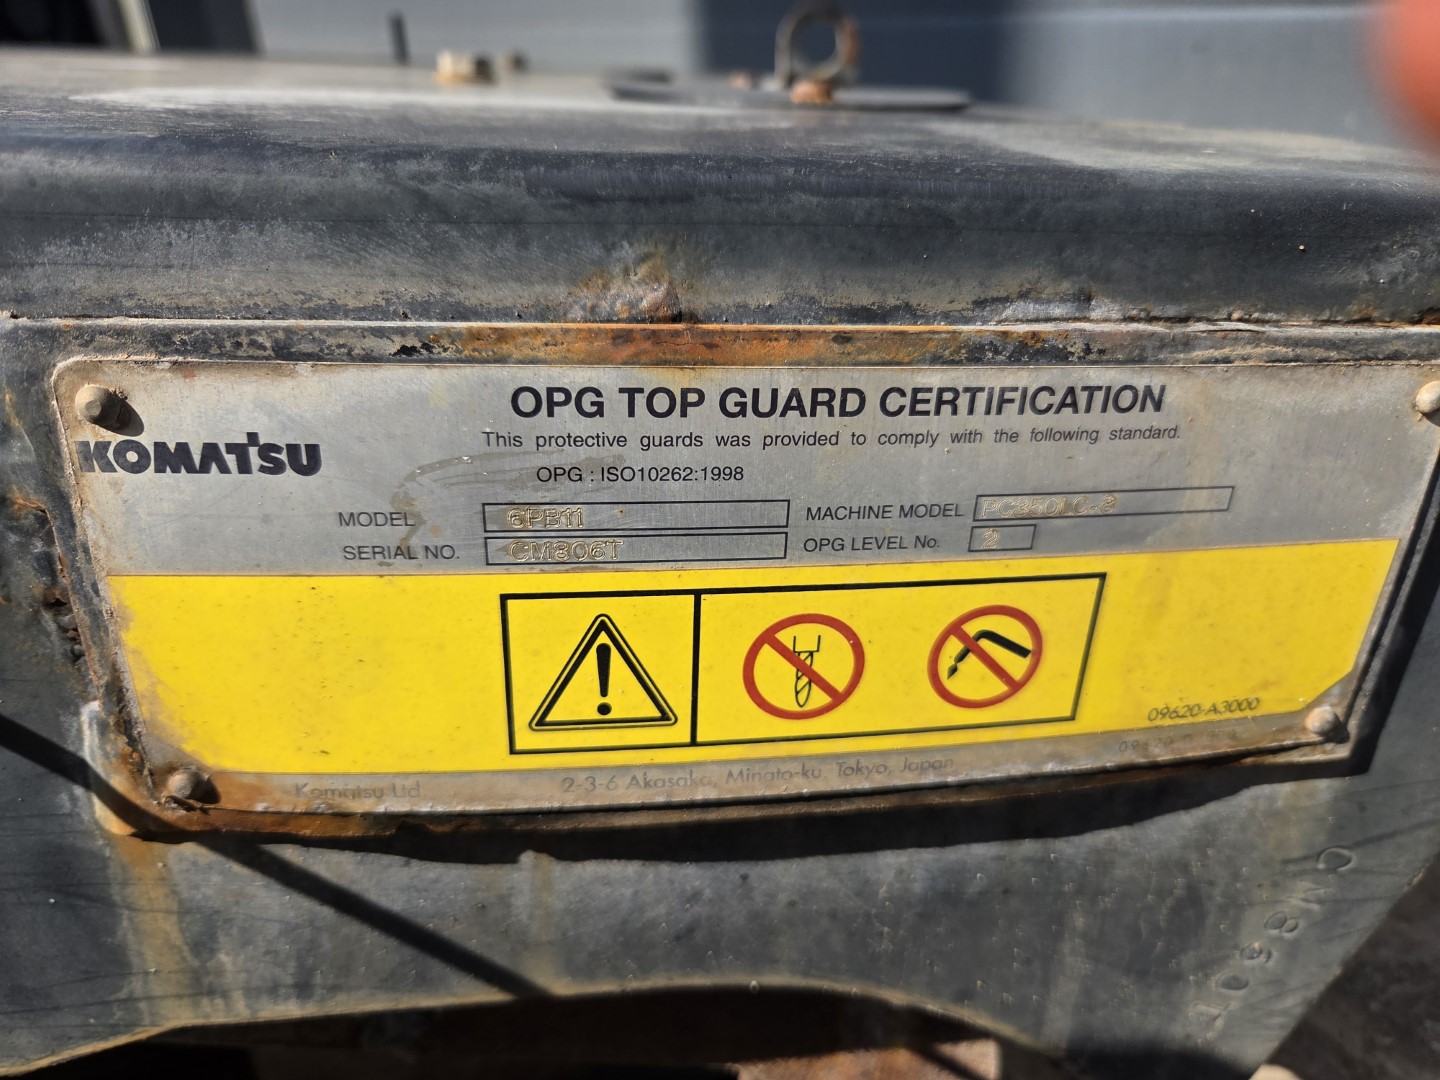 OPG TOP GUARD CERTIFICATION
KOMATSU
This protective guards was provided to comply with the following standard.
OPG : ISO10262:1998
MODEL 6PB11 MACHINE MODEL PC350LC-8
SERIAL NO. CM806T OPG LEVEL No. 2
09620-A3000
Komatsu Ltd 2-3-6 Akasaka, Minato-ku, Tokyo, Japan